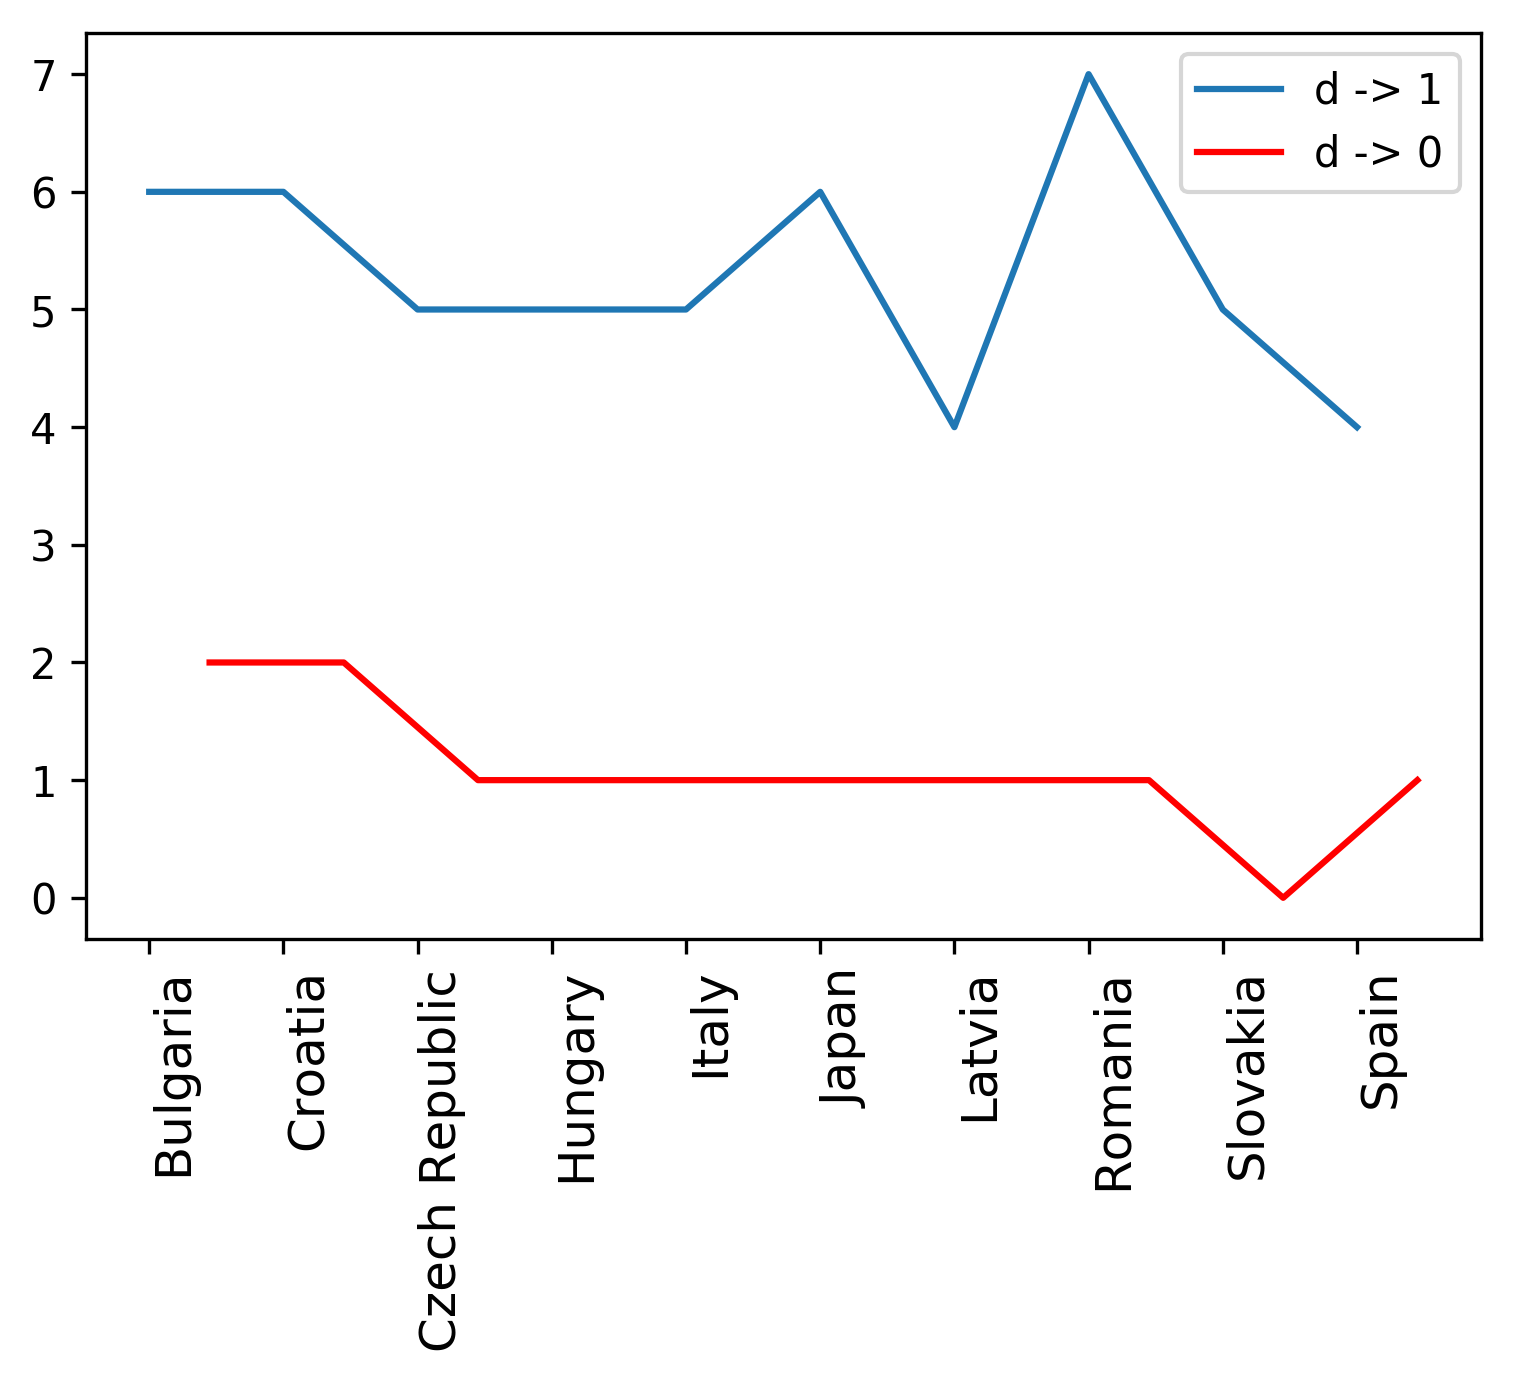 7
6
5
4
3
2
1
0
d -> 1
d -> 0
Bulgaria
Croatia
Czech Republic
Hungary
Italy
Japan
Latvia
Romania
Slovakia
Spain